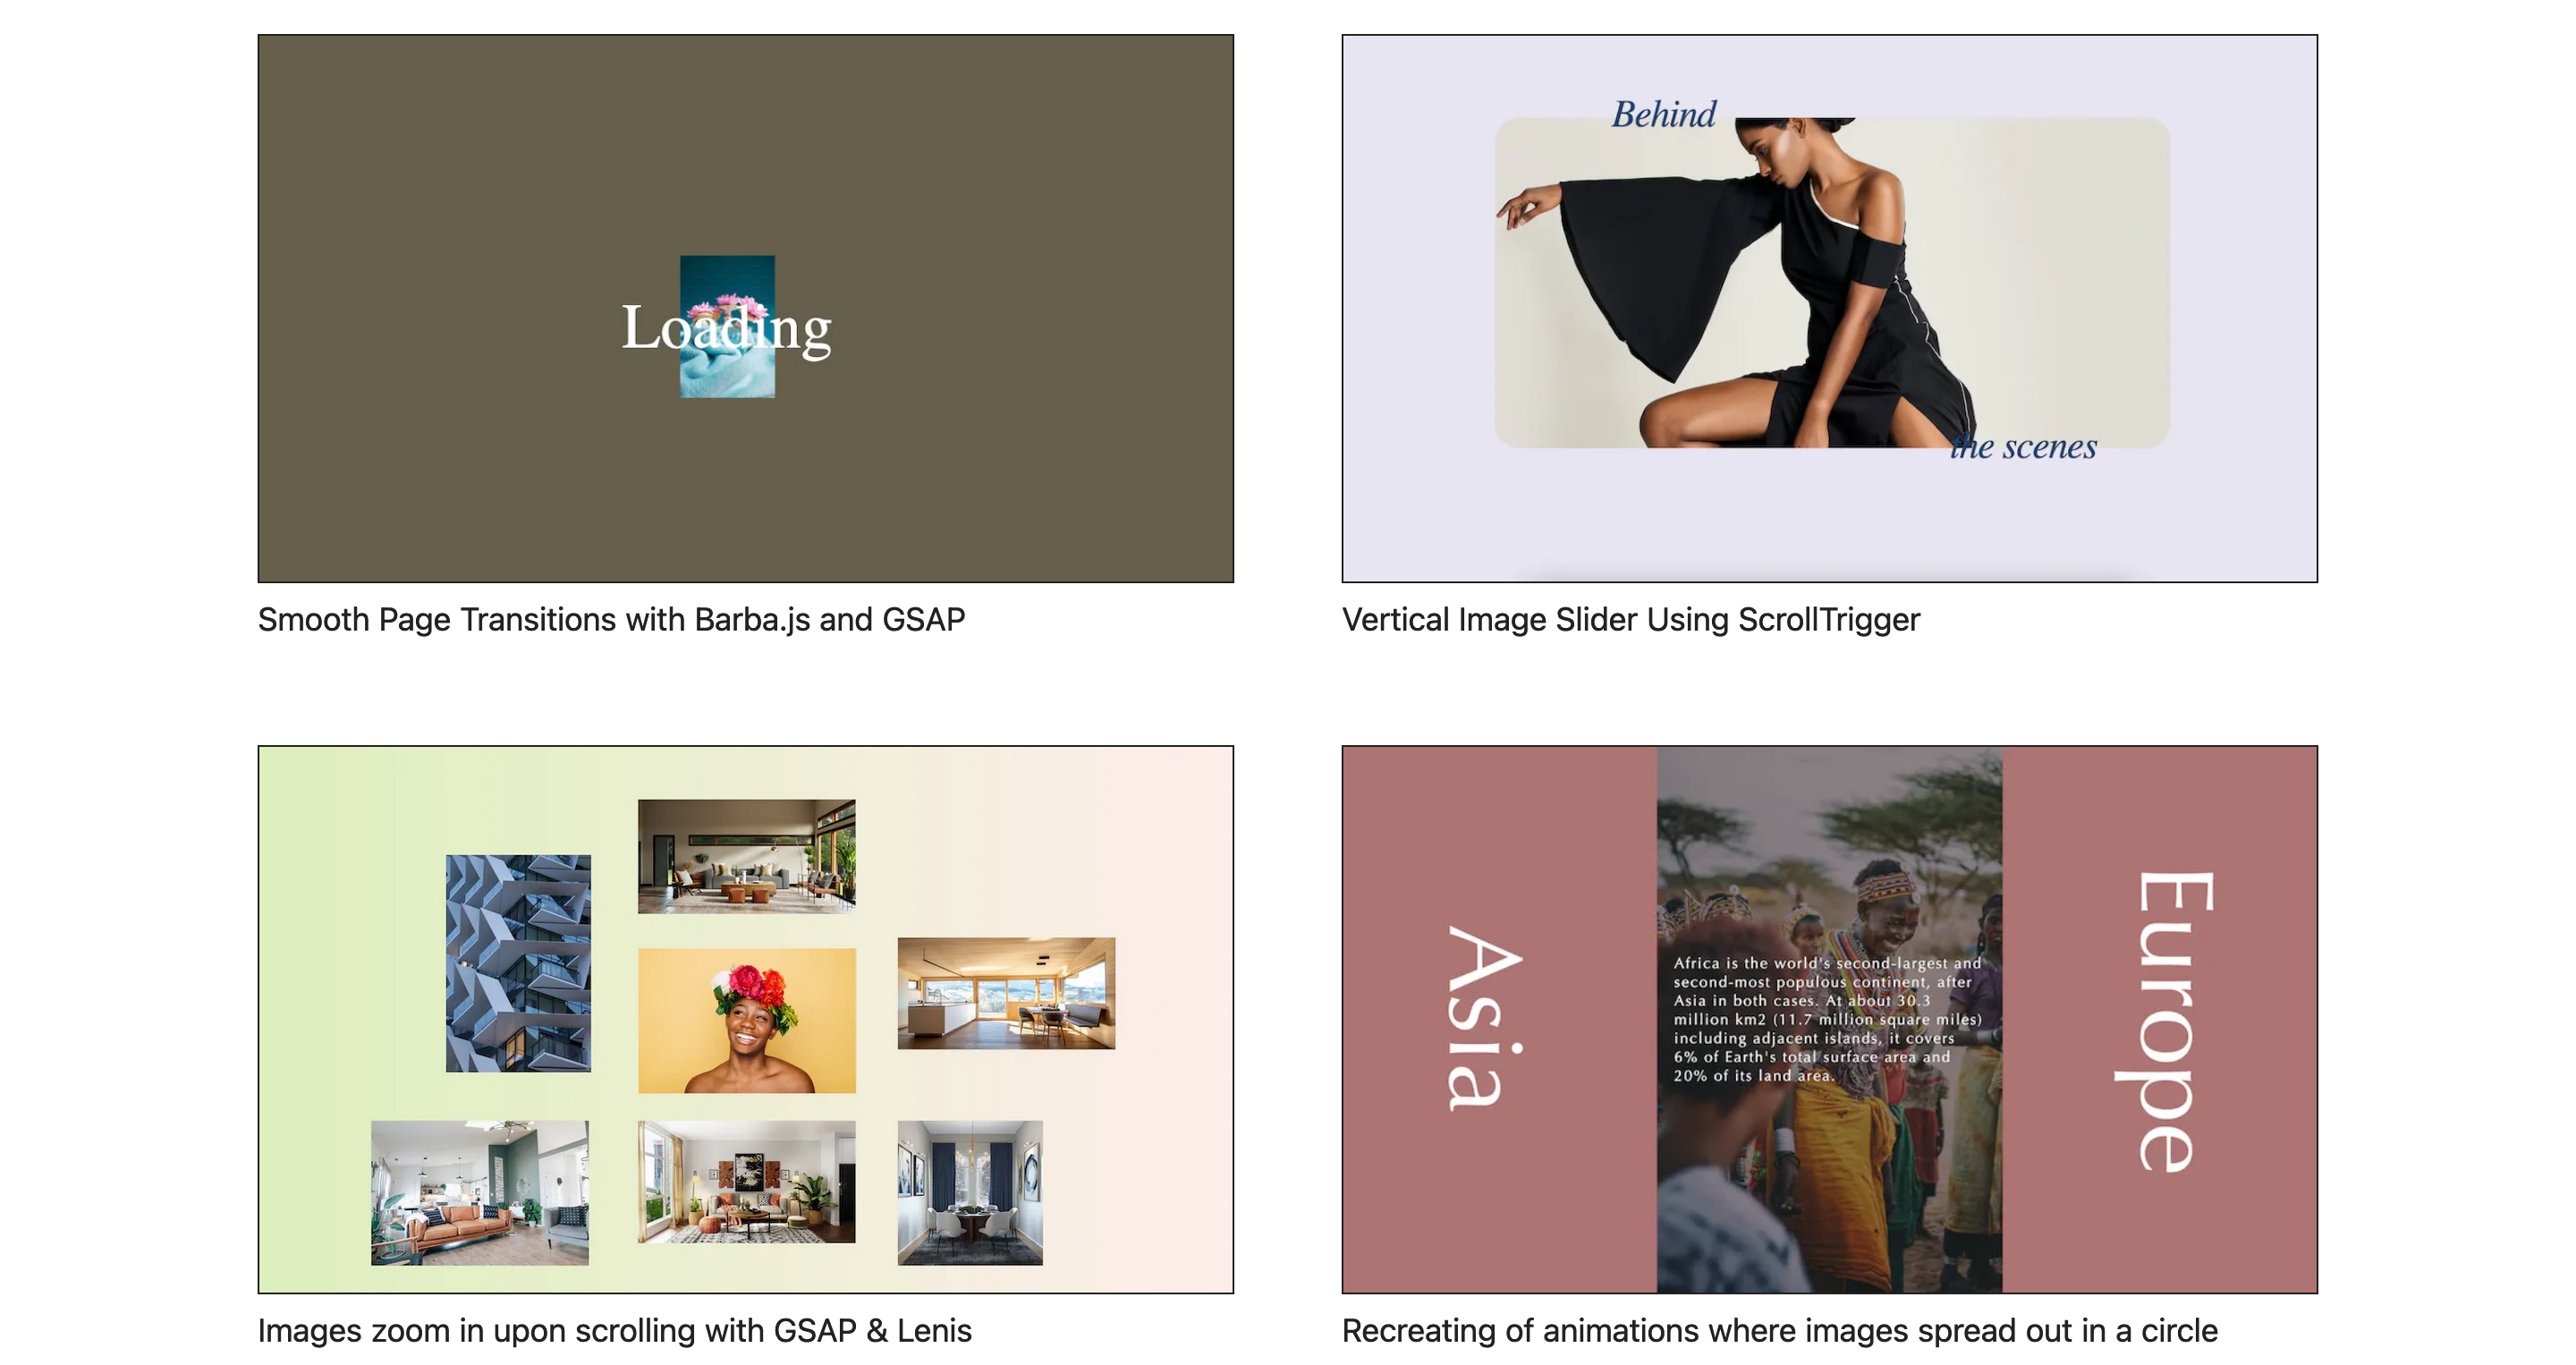 Loading
Smooth Page Transitions with Barba.js and GSAP
Behind
the scenes
Vertical Image Slider Using ScrollTrigger
Images zoom in upon scrolling with GSAP & Lenis
Asia
Africa is the world's second-largest and
second-most populous continent, after
Asia in both cases. At about 30.3
million km2 (11.7 million square miles)
including adjacent islands, it covers
6% of Earth's total surface area and
20% of its land area.
Europe
Recreating of animations where images spread out in a circle